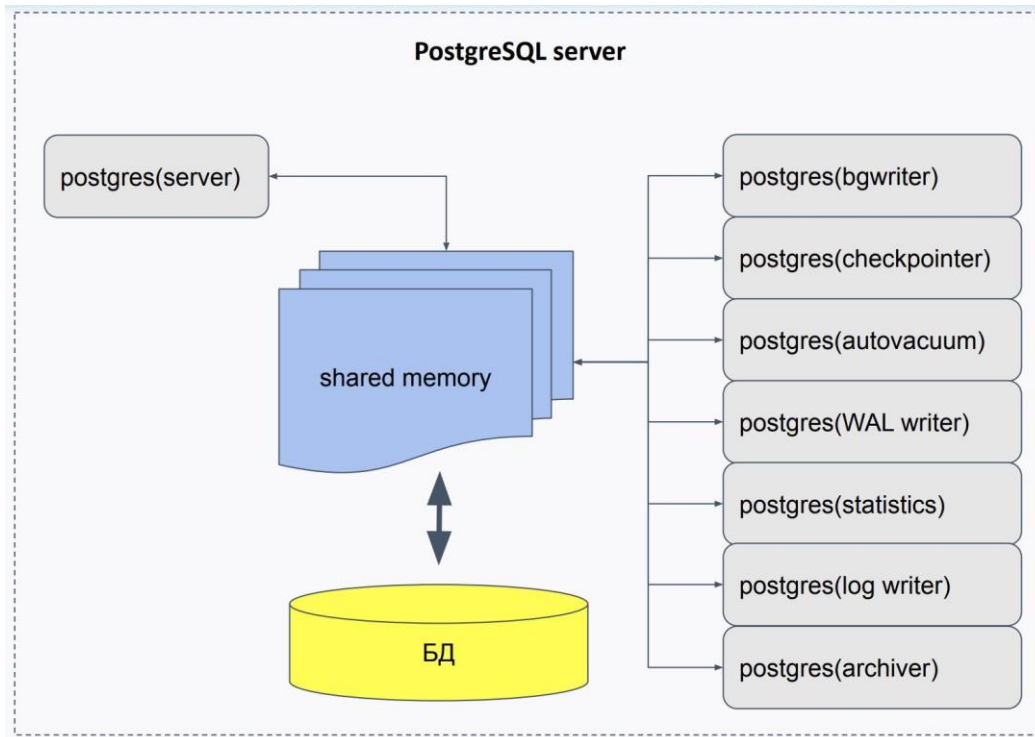 PostgreSQL server
postgres(server)
shared memory
БД
postgres(bgwriter)
postgres(checkpointer)
postgres(autovacuum)
postgres(WAL writer)
postgres(statistics)
postgres(log writer)
postgres(archiver)